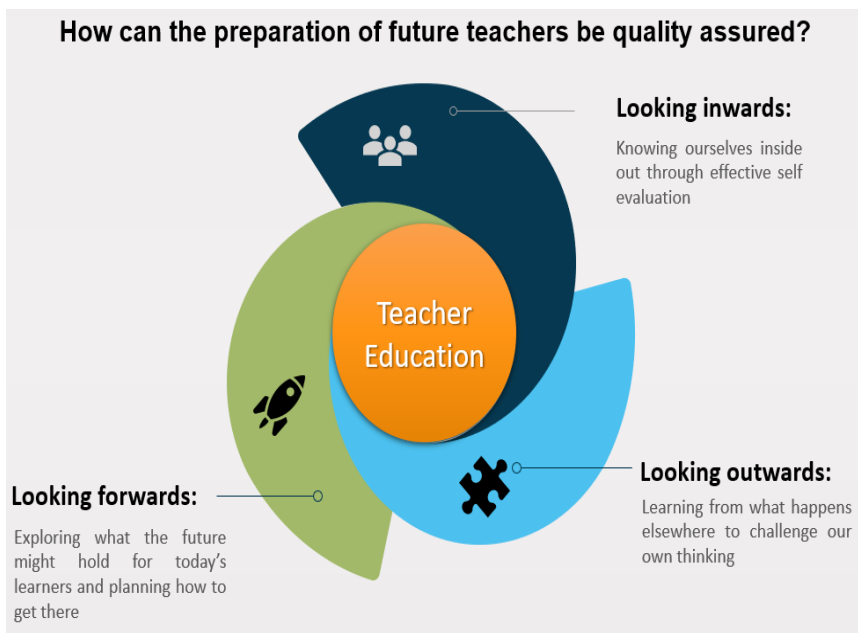 How can the preparation of future teachers be quality assured?
Looking inwards:
Knowing ourselves inside
out through effective self
evaluation
Teacher
Education
Looking outwards:
Learning from what happens
elsewhere to challenge our
own thinking
Looking forwards:
Exploring what the future
might hold for today's
learners and planning how to
get there